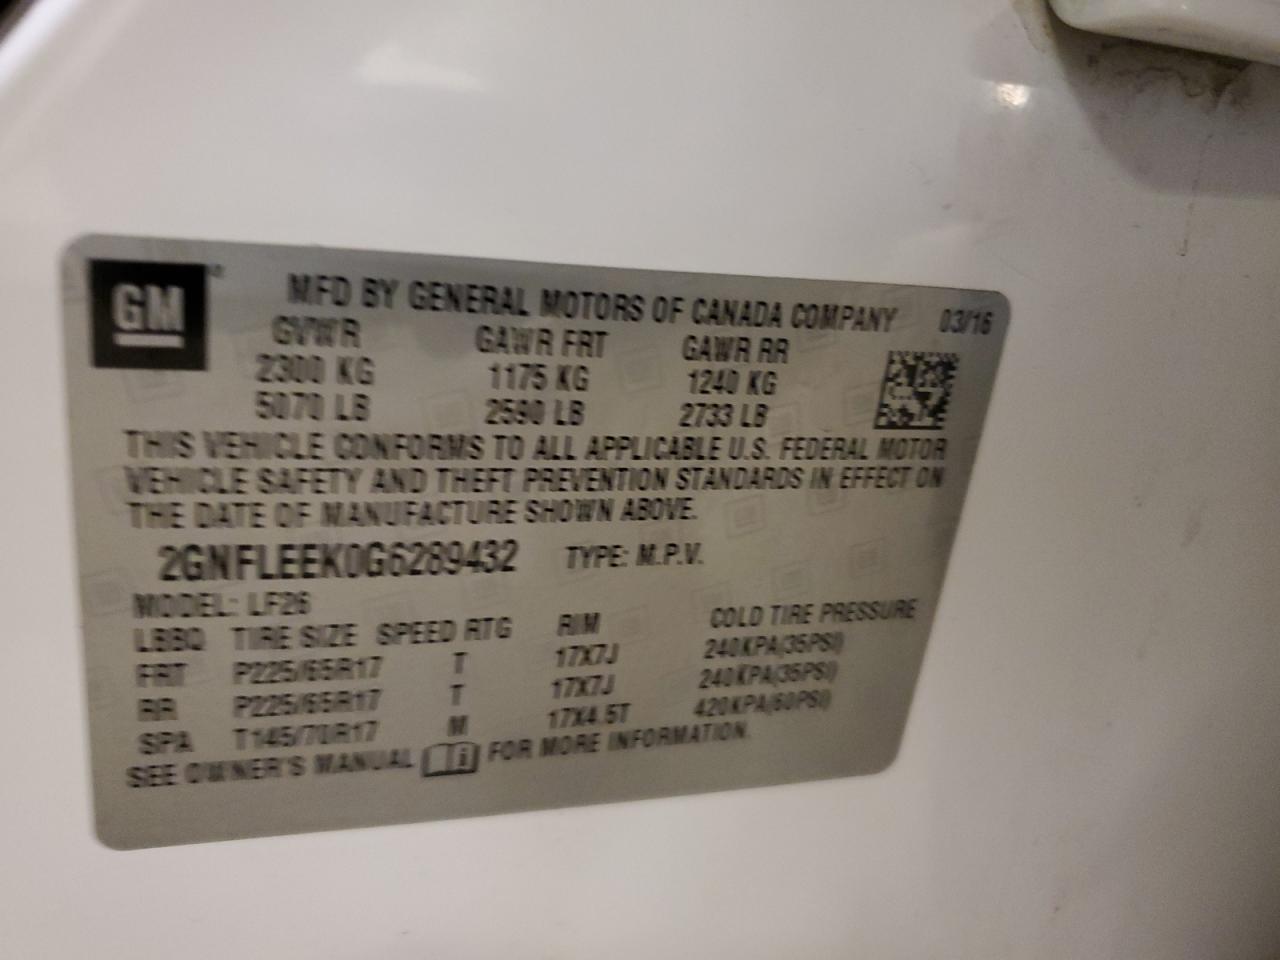 GM
MFD BY GENERAL MOTORS OF CANADA COMPANY 03/16
GVWR GAWR FRT GAWR RR
2300 KG 1175 KG 1240 KG
5070 LB 2590 LB 2733 LB
THIS VEHICLE CONFORMS TO ALL APPLICABLE U.S. FEDERAL MOTOR
VEHICLE SAFETY AND THEFT PREVENTION STANDARDS IN EFFECT ON
THE DATE OF MANUFACTURE SHOWN ABOVE.
2GNFLEEK0G6289432 TYPE: M.P.V.
MODEL: LF26
LBBQ TIRE SIZE SPEED RTG RIM COLD TIRE PRESSURE
FRT P225/65R17 T 17X7J 240KPA(35PSI)
RR P225/65R17 T 17X7J 240KPA(35PSI)
SPA T145/70R17 M 17X4.5T 420KPA(60PSI)
SEE OWNER'S MANUAL FOR MORE INFORMATION.